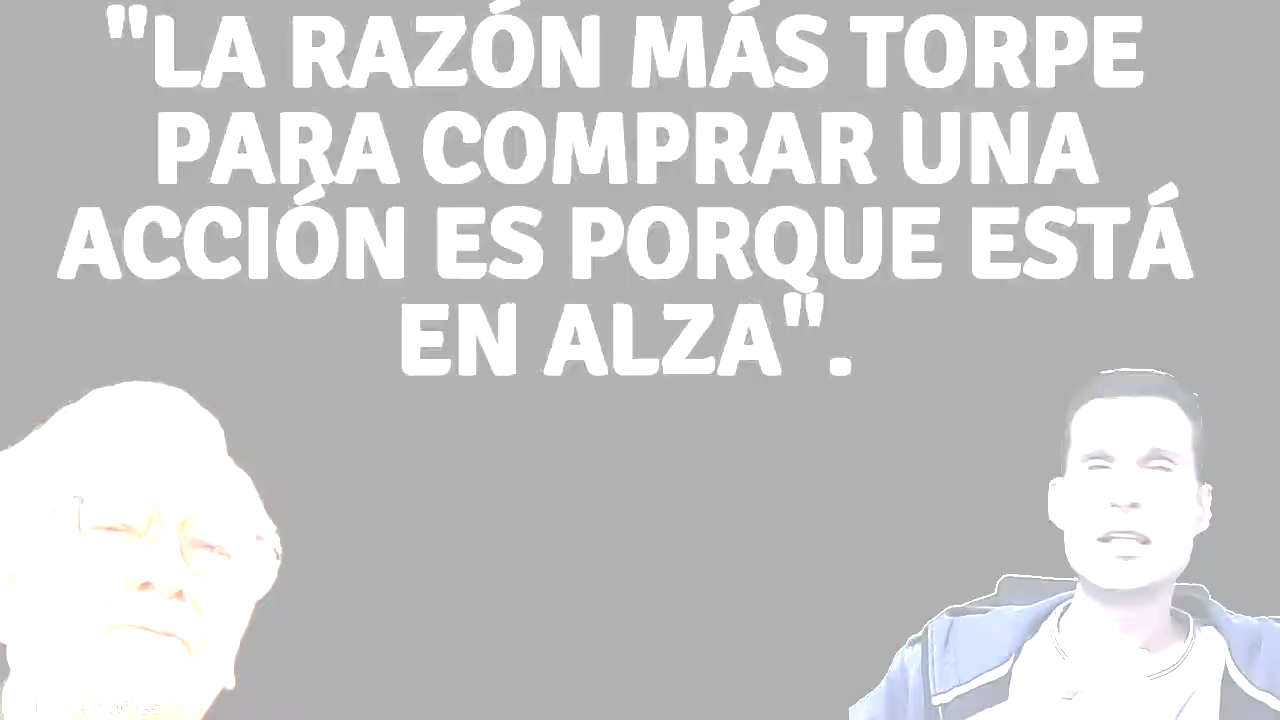 "LA RAZÓN MÁS TORPE
PARA COMPRAR UNA
ACCIÓN ES PORQUE ESTÁ
EN ALZA".